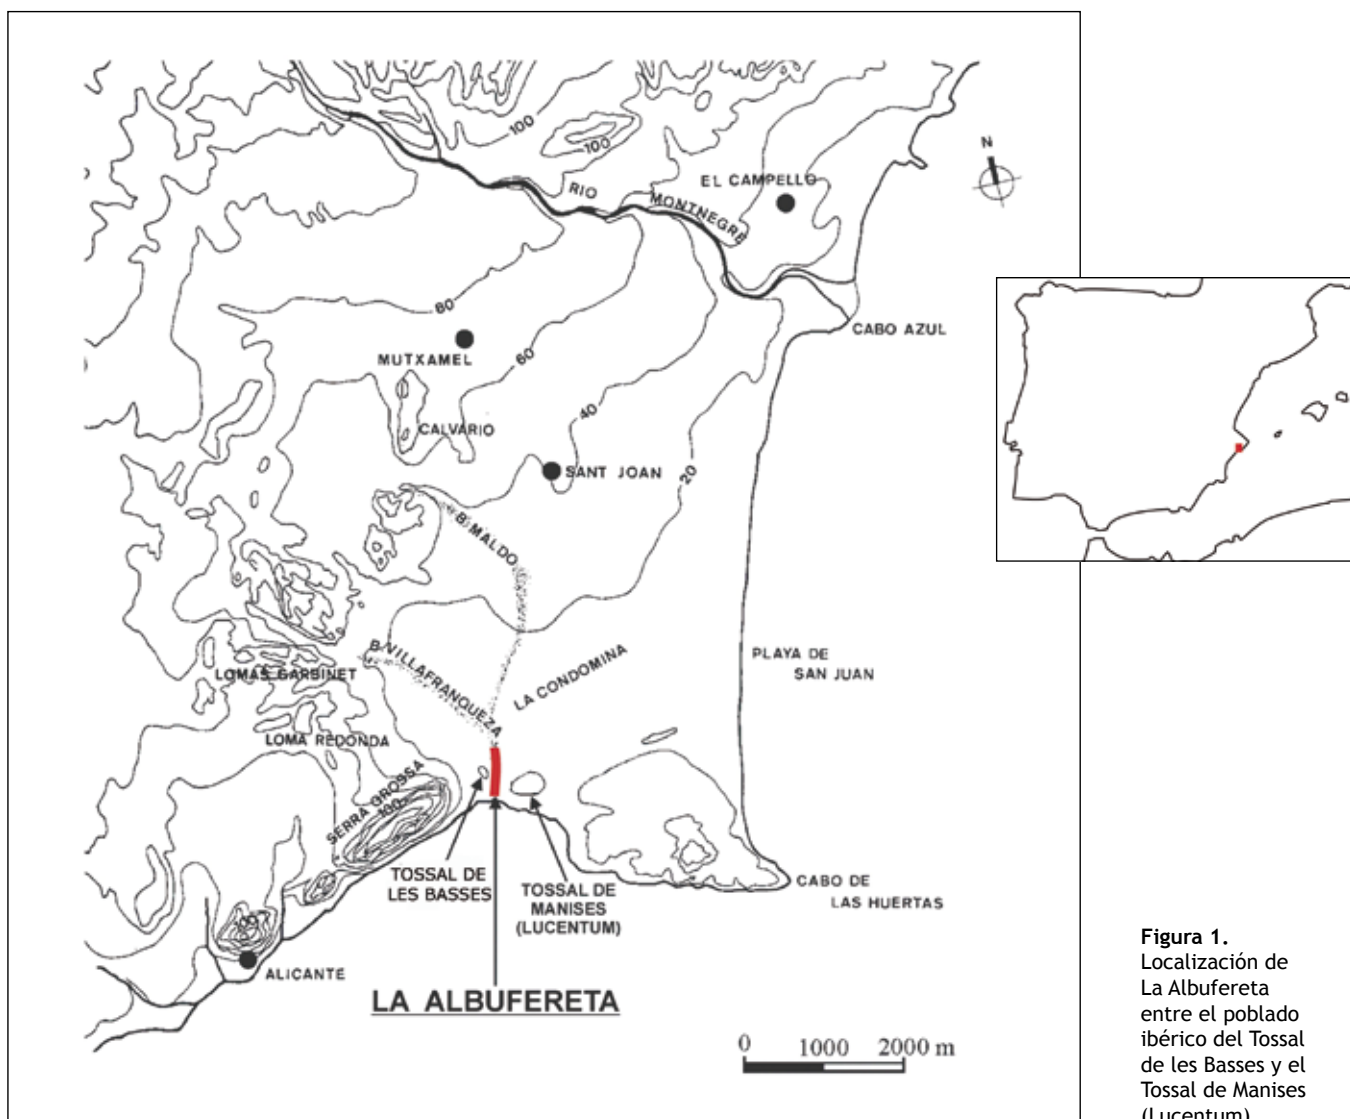 100
100
N
EL CAMPELLO
RIO
MONTNEGRE
80
CABO AZUL
MUTXAMEL
60
40
CALVARIO
SANT JOAN
20
B. MALDO
B. VILLAFRANQUEZA
LA CONDOMINA
PLAYA DE
SAN JUAN
LOMAS GARBINET
LOMA REDONDA
SERRA GROSSA
100
TOSSAL DE
LES BASSES
TOSSAL DE
MANISES
(LUCENTUM)
CABO DE
LAS HUERTAS
ALICANTE
LA ALBUFERETA
0 1000 2000 m
Figura 1.
Localización de
La Albufereta
entre el poblado
ibérico del Tossal
de les Basses y el
Tossal de Manises
(Lucentum)